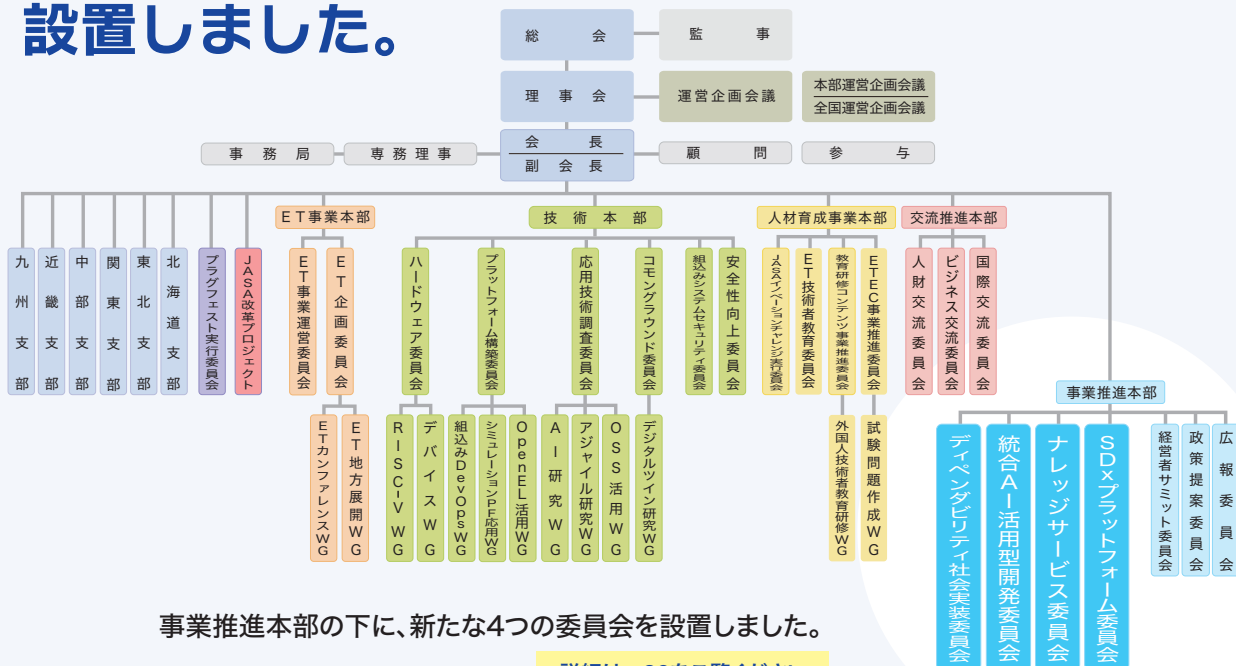 設置しました。
総会
監事
理事会
運営企画会議
本部運営企画会議
全国運営企画会議
会長
副会長
事務局
専務理事
顧問
参与
ET事業本部
技術本部
人材育成事業本部
交流推進本部
九州支部
近畿支部
中部支部
関東支部
東北支部
北海道支部
プラグフェスト実行委員会
JASA改革プロジェクト
ET事業運営委員会
ET企画委員会
ハードウェア委員会
プラットフォーム構築委員会
応用技術調査委員会
コモングラウンド委員会
組込みシステムセキュリティ委員会
安全性向上委員会
JASAイノベーションチャレンジ実行委員会
ET技術者教育委員会
教育研修コンテンツ事業推進委員会
ETEC事業推進委員会
人財交流委員会
ビジネス交流委員会
国際交流委員会
事業推進本部
ETカンファレンスWG
ET地方展開WG
RISC-V WG
デバイスWG
組込みDevOpsWG
シミュレーションPF応用WG
OpenEL活用WG
AI研究WG
アジャイル研究WG
OSS活用WG
デジタルツイン研究WG
外国人技術者教育研修WG
試験問題作成WG
ディペンダビリティ社会実装委員会
統合AI活用型開発委員会
ナレッジサービス委員会
SDxプラットフォーム委員会
経営者サミット委員会
政策提案委員会
広報委員会
事業推進本部の下に、新たな4つの委員会を設置しました。